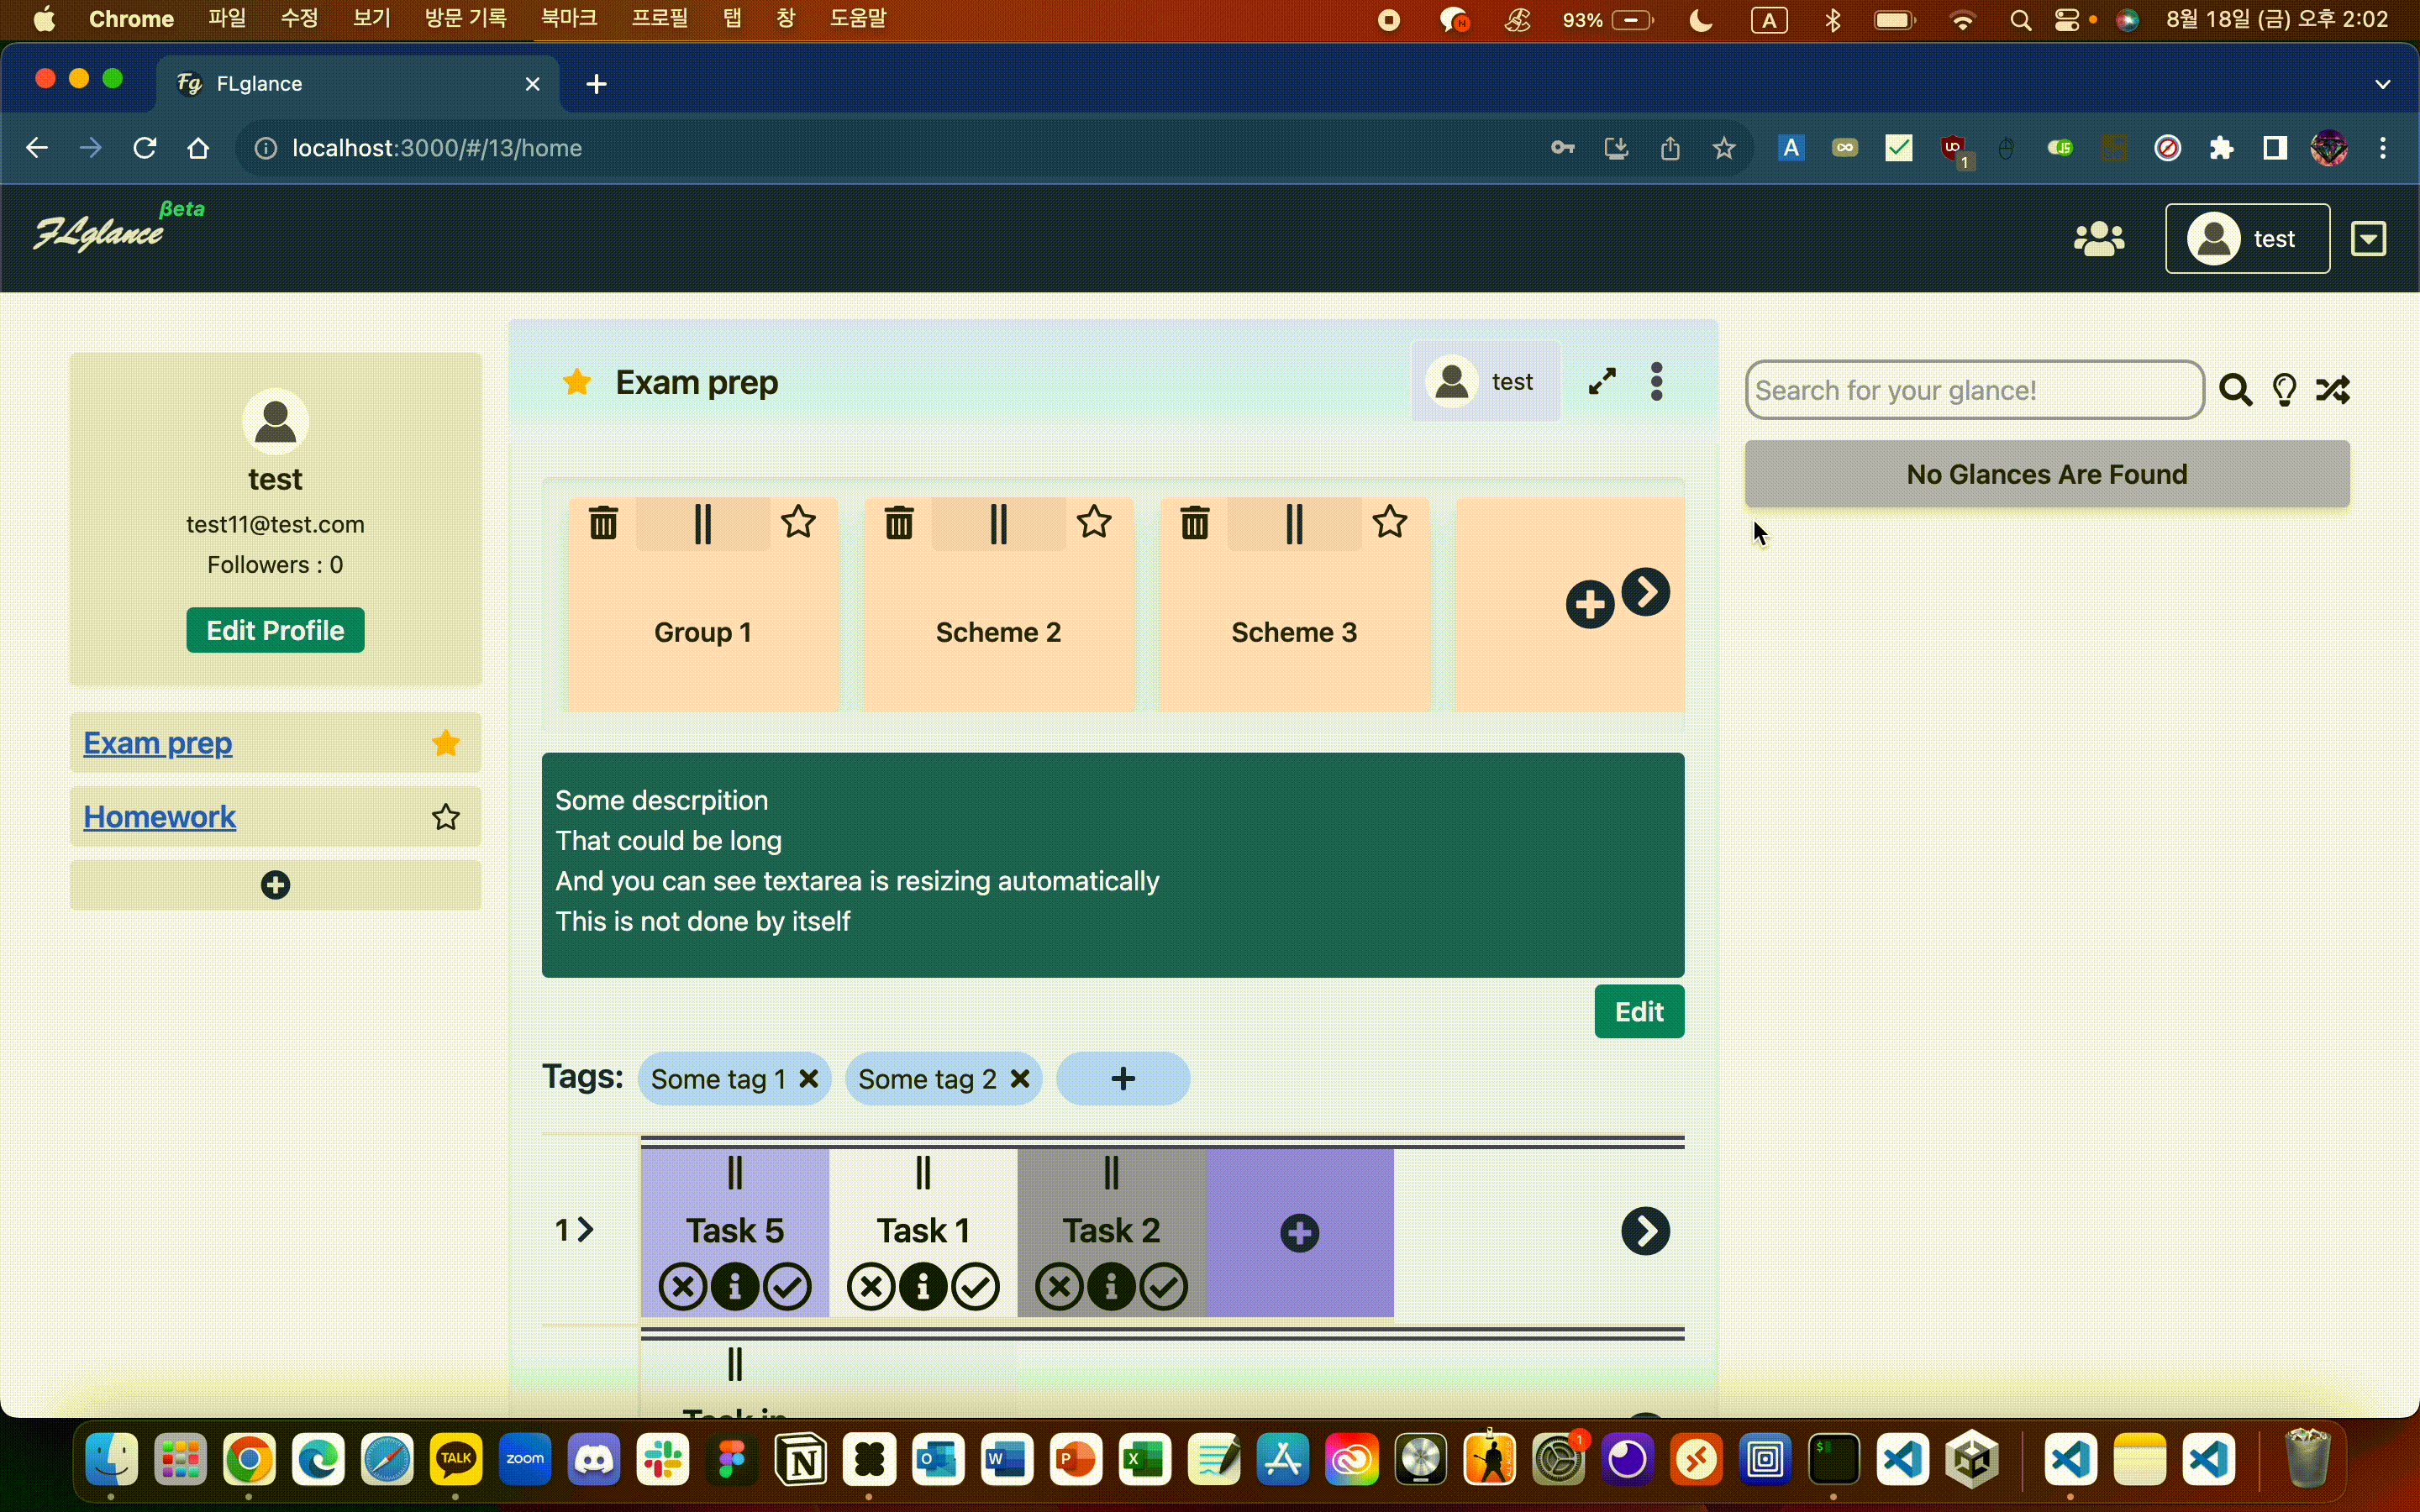 Chrome 파일 수정 보기 방문 기록 북마크 프로필 탭 창 도움말 93% A 8월 18일 (금) 오후 2:02
Fg FLglance
localhost:3000/#/13/home A 1
FLglance βeta
test
test
test11@test.com
Followers : 0
Edit Profile
Exam prep
Homework
Exam prep test
Group 1 Scheme 2 Scheme 3
Some descrpition
That could be long
And you can see textarea is resizing automatically
This is not done by itself
Edit
Tags: Some tag 1 Some tag 2
1 Task 5 Task 1 Task 2
Search for your glance!
No Glances Are Found
TALK zoom N O W P X 1